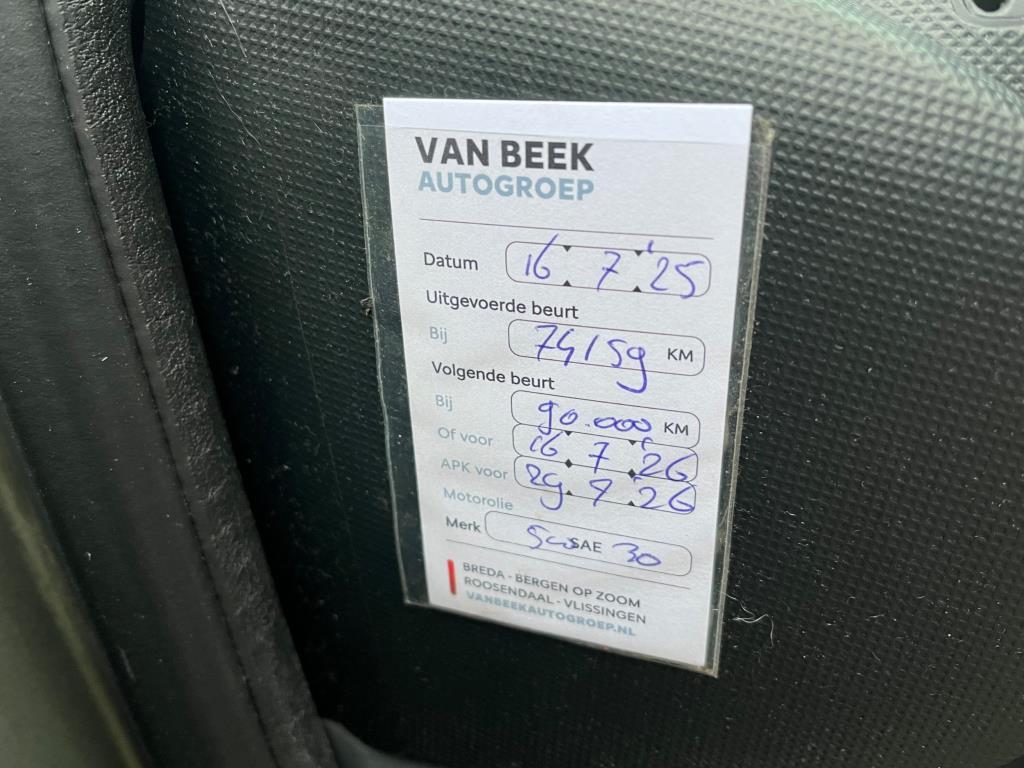 VAN BEEK
AUTOGROEP
Datum 16 7 '25
Uitgevoerde beurt
Bij 74159 KM
Volgende beurt
Bij 90.000 KM
Of voor 16 7 '26
APK voor 29 9 '26
Motorolie
Merk SAE 30
BREDA - BERGEN OP ZOOM
ROOSENDAAL - VLISSINGEN
VANBEEKAUTOGROEP.NL